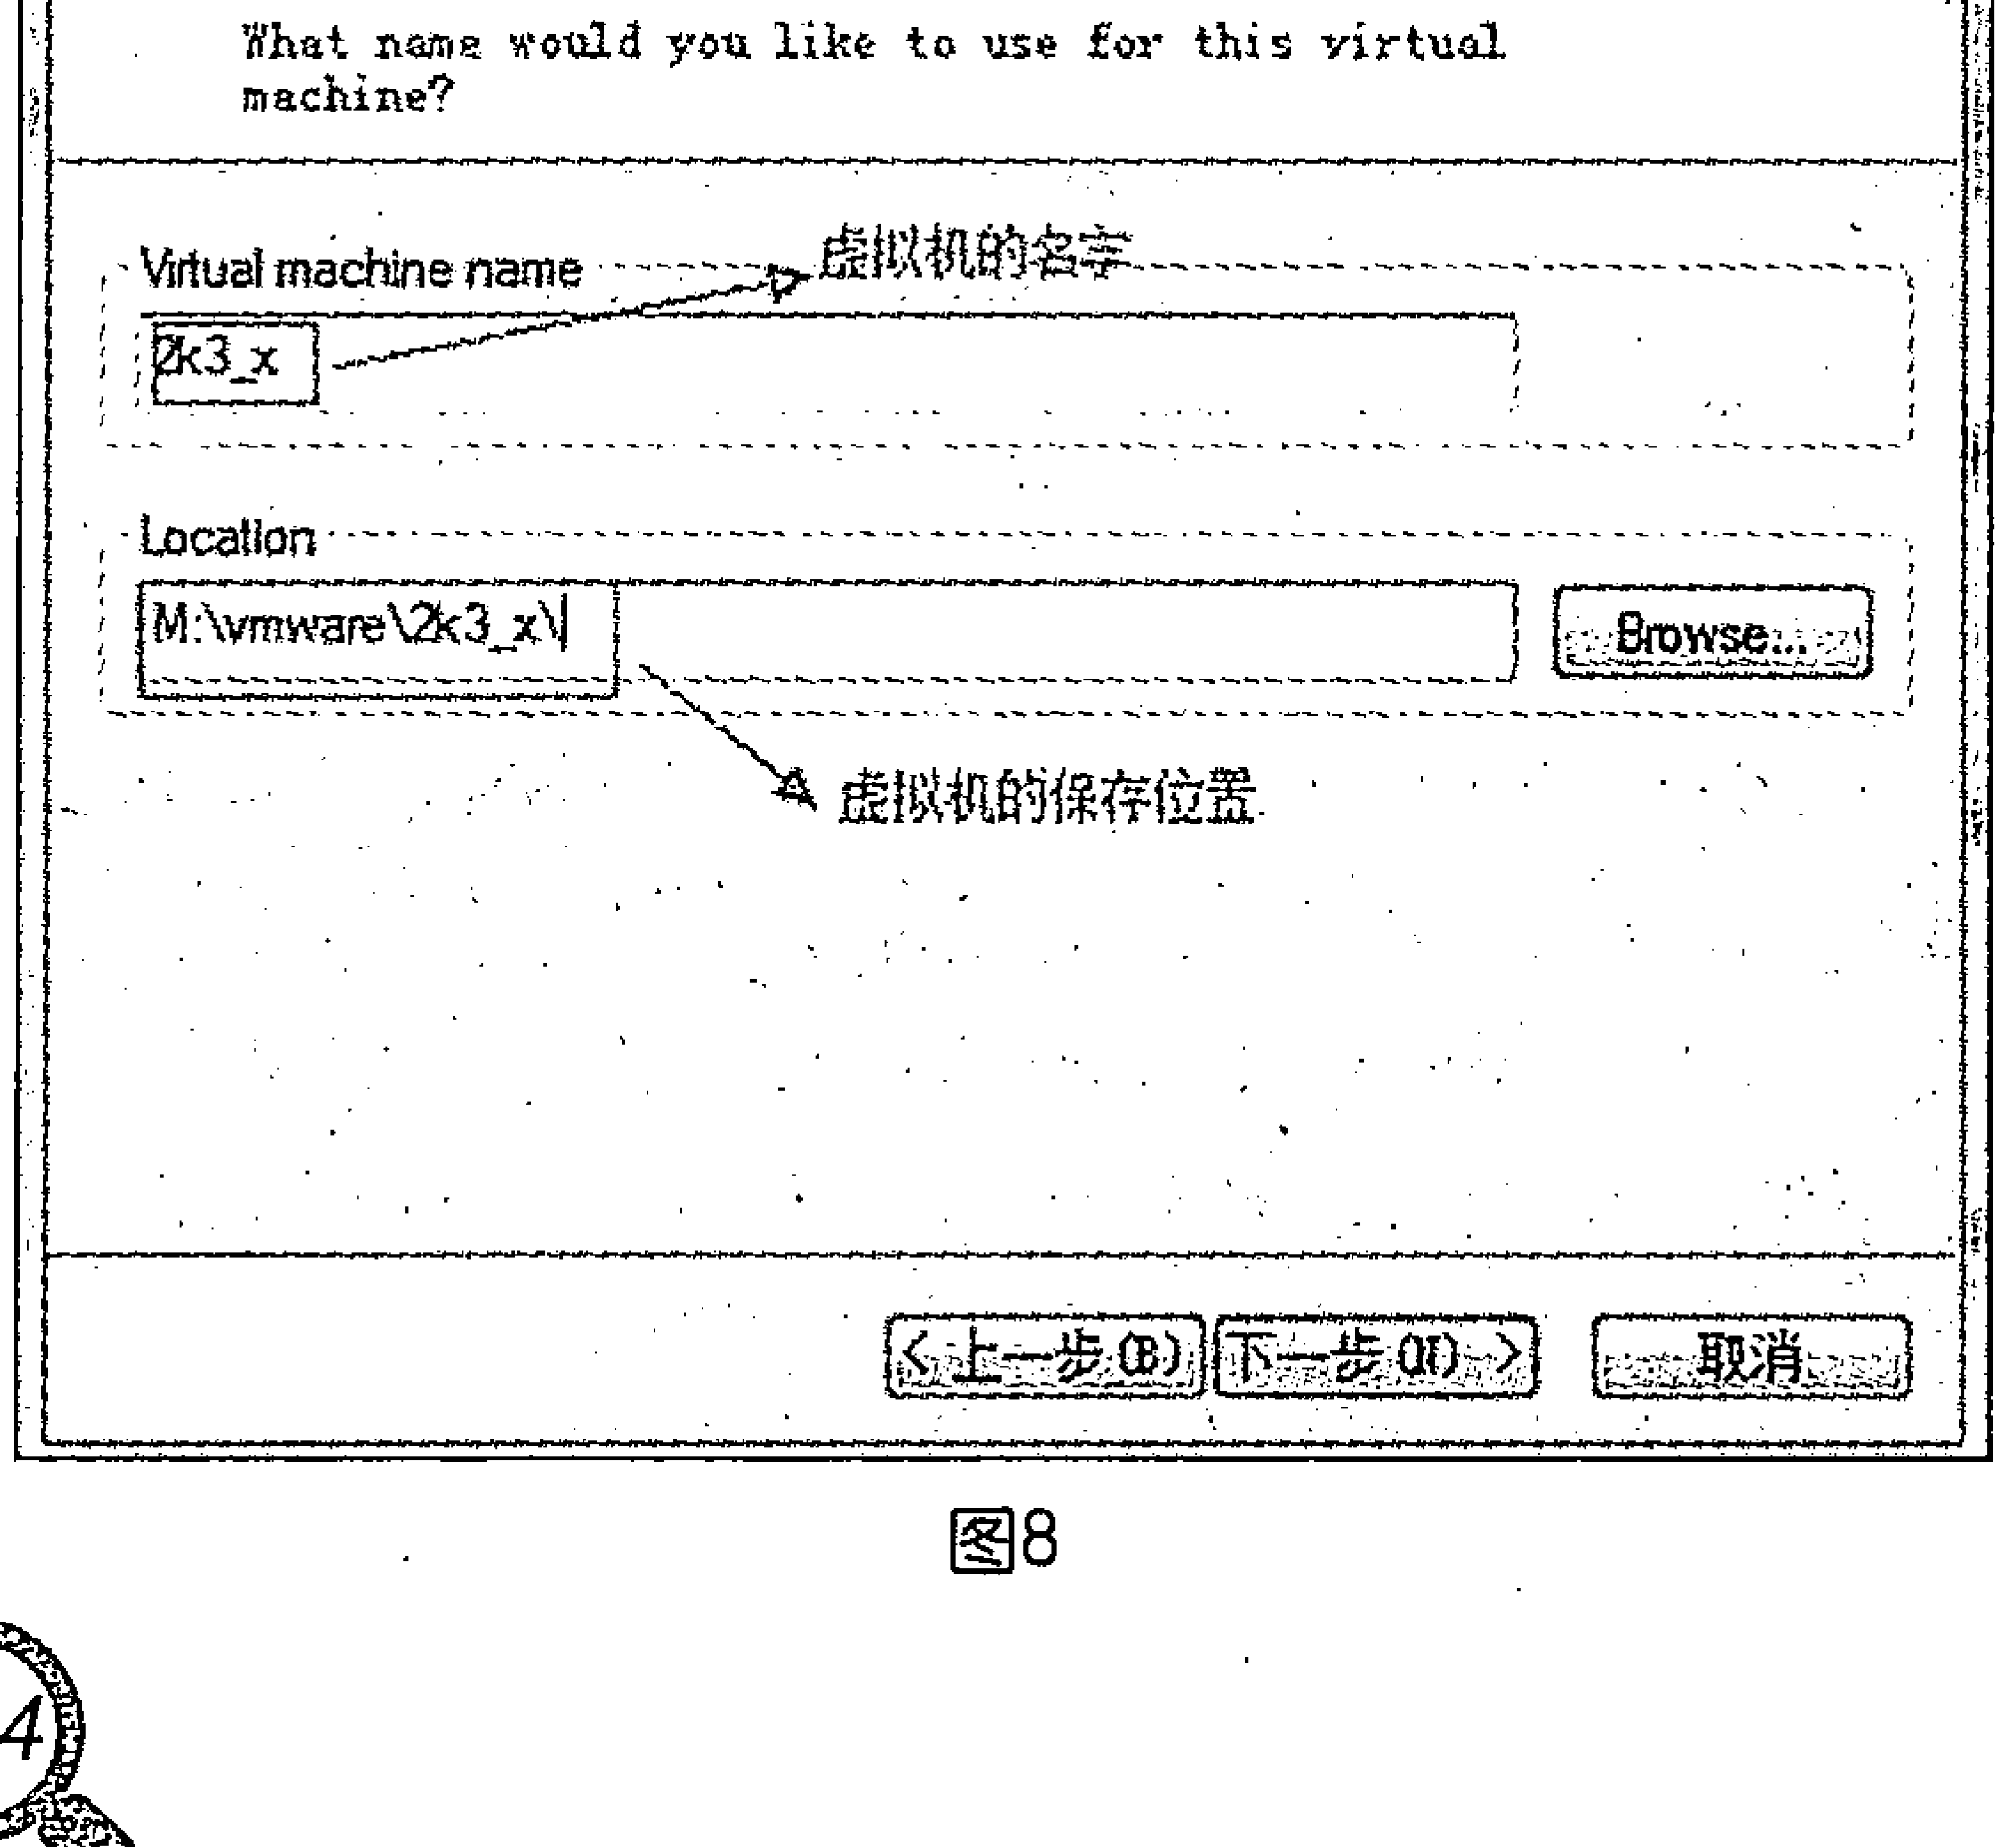 What name would you like to use for this virtual
machine?
虚拟机的名字
Virtual machine name
2k3_x
Location
M:\vmware\2k3_x\
Browse...
虚拟机的保存位置
< 上一步(B)
下一步(N) >
取消
图8
4